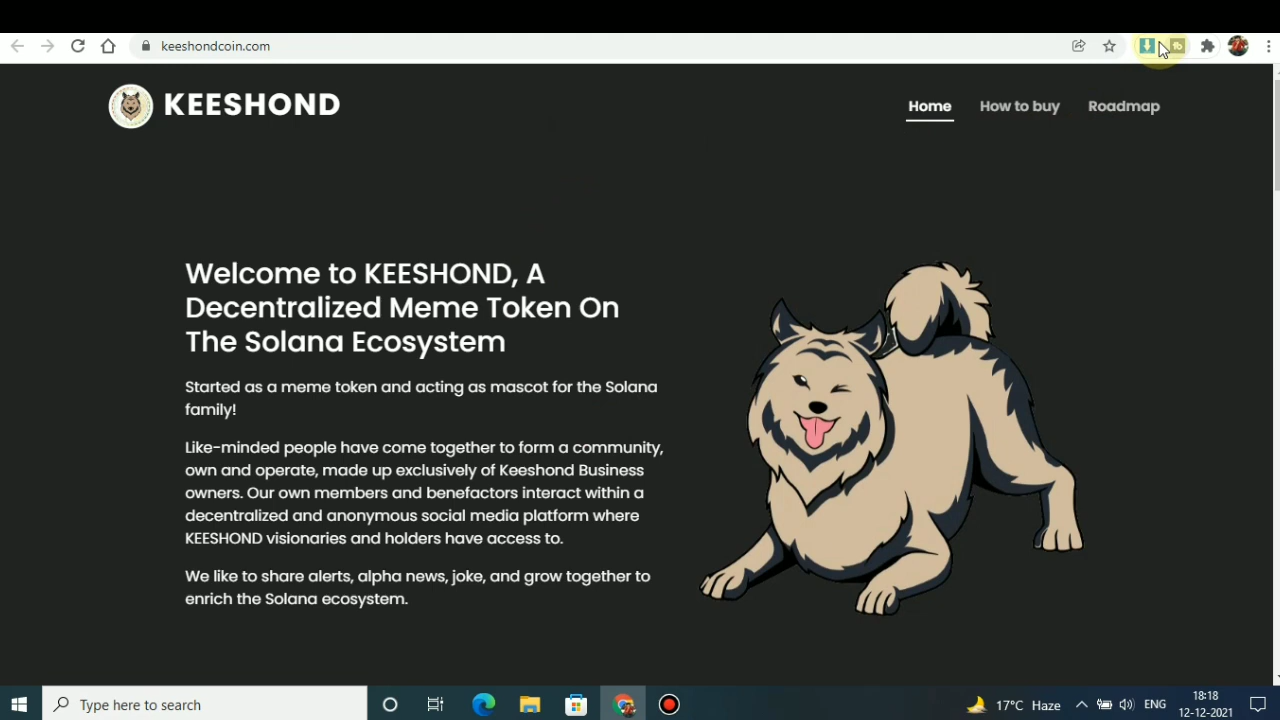 keeshondcoin.com
KEESHOND
Home
How to buy
Roadmap
Welcome to KEESHOND, A
Decentralized Meme Token On
The Solana Ecosystem
Started as a meme token and acting as mascot for the Solana
family!
Like-minded people have come together to form a community,
own and operate, made up exclusively of Keeshond Business
owners. Our own members and benefactors interact within a
decentralized and anonymous social media platform where
KEESHOND visionaries and holders have access to.
We like to share alerts, alpha news, joke, and grow together to
enrich the Solana ecosystem.
Type here to search
17°C Haze
ENG
18:18
12-12-2021